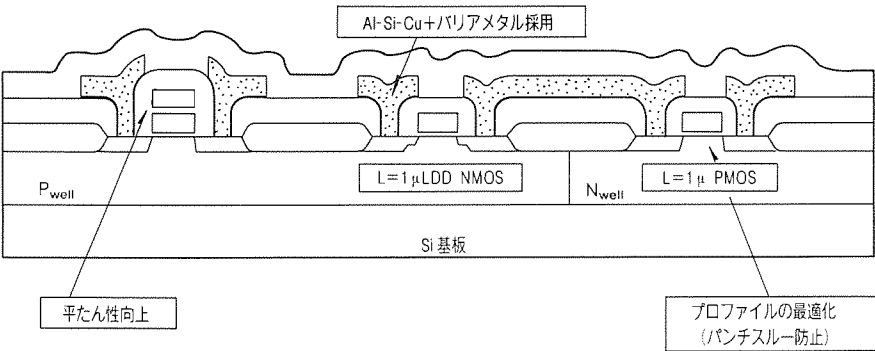 Al-Si-Cu+バリアメタル採用
L=1μLDD NMOS
L=1μ PMOS
Pwell
Nwell
Si基板
平たん性向上
プロファイルの最適化
(パンチスルー防止)